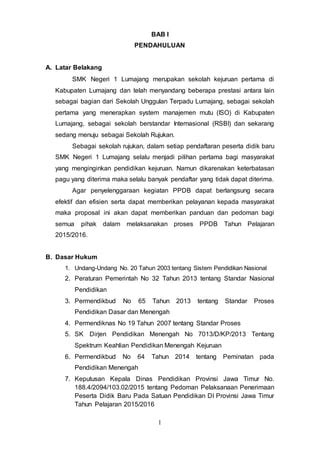 BAB I
PENDAHULUAN
A. Latar Belakang
SMK Negeri 1 Lumajang merupakan sekolah kejuruan pertama di
Kabupaten Lumajang dan telah menyandang beberapa prestasi antara lain
sebagai bagian dari Sekolah Unggulan Terpadu Lumajang, sebagai sekolah
pertama yang menerapkan system manajemen mutu (ISO) di Kabupaten
Lumajang, sebagai sekolah berstandar Internasional (RSBI) dan sekarang
sedang menuju sebagai Sekolah Rujukan.
Sebagai sekolah rujukan, dalam setiap pendaftaran peserta didik baru
SMK Negeri 1 Lumajang selalu menjadi pilihan pertama bagi masyarakat
yang menginginkan pendidikan kejuruan. Namun dikarenakan keterbatasan
pagu yang diterima maka selalu banyak pendaftar yang tidak dapat diterima.
Agar penyelenggaraan kegiatan PPDB dapat berlangsung secara
efektif dan efisien serta dapat memberikan pelayanan kepada masyarakat
maka proposal ini akan dapat memberikan panduan dan pedoman bagi
semua pihak dalam melaksanakan proses PPDB Tahun Pelajaran
2015/2016.
B. Dasar Hukum
1. Undang-Undang No. 20 Tahun 2003 tentang Sistem Pendidikan Nasional
2. Peraturan Pemerintah No 32 Tahun 2013 tentang Standar Nasional
Pendidikan
3. Permendikbud No 65 Tahun 2013 tentang Standar Proses
Pendidikan Dasar dan Menengah
4. Permendiknas No 19 Tahun 2007 tentang Standar Proses
5. SK Dirjen Pendidikan Menengah No 7013/D/KP/2013 Tentang
Spektrum Keahlian Pendidikan Menengah Kejuruan
6. Permendikbud No 64 Tahun 2014 tentang Peminatan pada
Pendidikan Menengah
7. Keputusan Kepala Dinas Pendidikan Provinsi Jawa Timur No.
188.4/2094/103.02/2015 tentang Pedoman Pelaksanaan Penerimaan
Peserta Didik Baru Pada Satuan Pendidikan Di Provinsi Jawa Timur
Tahun Pelajaran 2015/2016
1